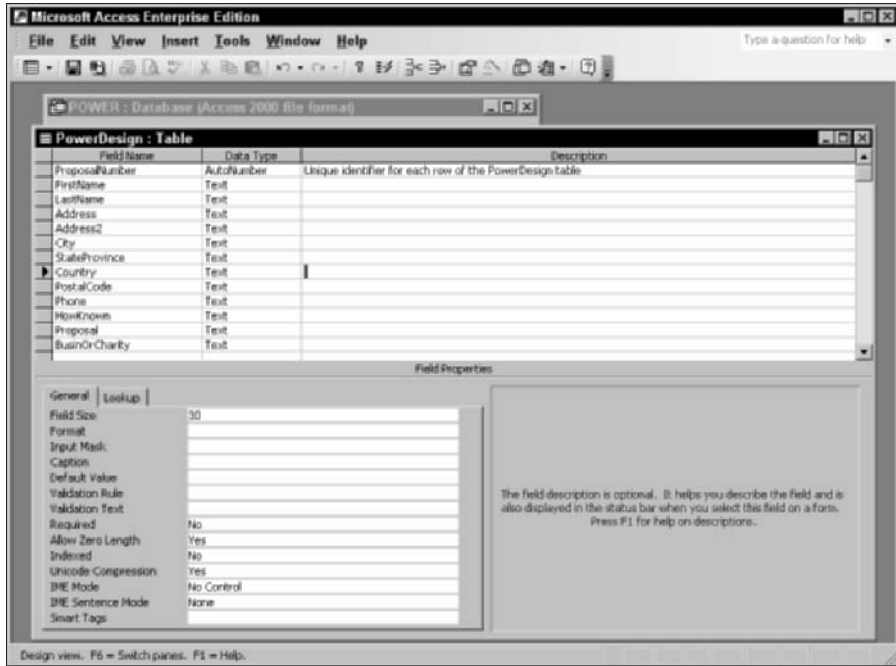 Microsoft Access Enterprise Edition
File Edit View Insert Tools Window Help Type a question for help
POWER : Database (Access 2000 file format)
PowerDesign : Table
Field Name Data Type Description
ProposalNumber AutoNumber Unique identifier for each row of the PowerDesign table
FirstName Text
LastName Text
Address Text
Address2 Text
City Text
StateProvince Text
Country Text
PostalCode Text
Phone Text
HowKnown Text
Proposal Text
BusinOrCharity Text
Field Properties
General Lookup
Field Size 30
Format
Input Mask
Caption
Default Value
Validation Rule
Validation Text
Required No
Allow Zero Length Yes
Indexed No
Unicode Compression Yes
IME Mode No Control
IME Sentence Mode None
Smart Tags
The field description is optional. It helps you describe the field and is
also displayed in the status bar when you select this field on a form.
Press F1 for help on descriptions.
Design view. F6 = Switch panes. F1 = Help.